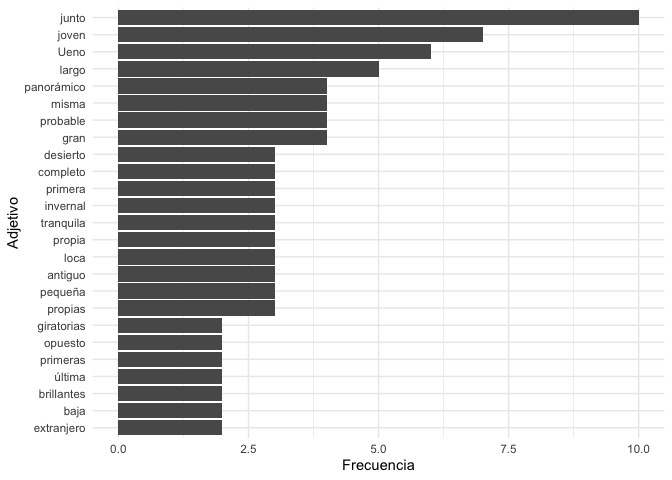 junto
joven
Ueno
largo
panorámico
misma
probable
gran
desierto
completo
primera
invernal
tranquila
propia
loca
antiguo
pequeña
propias
giratorias
opuesto
primeras
última
brillantes
baja
extranjero
Adjetivo
0.0 2.5 5.0 7.5 10.0
Frecuencia